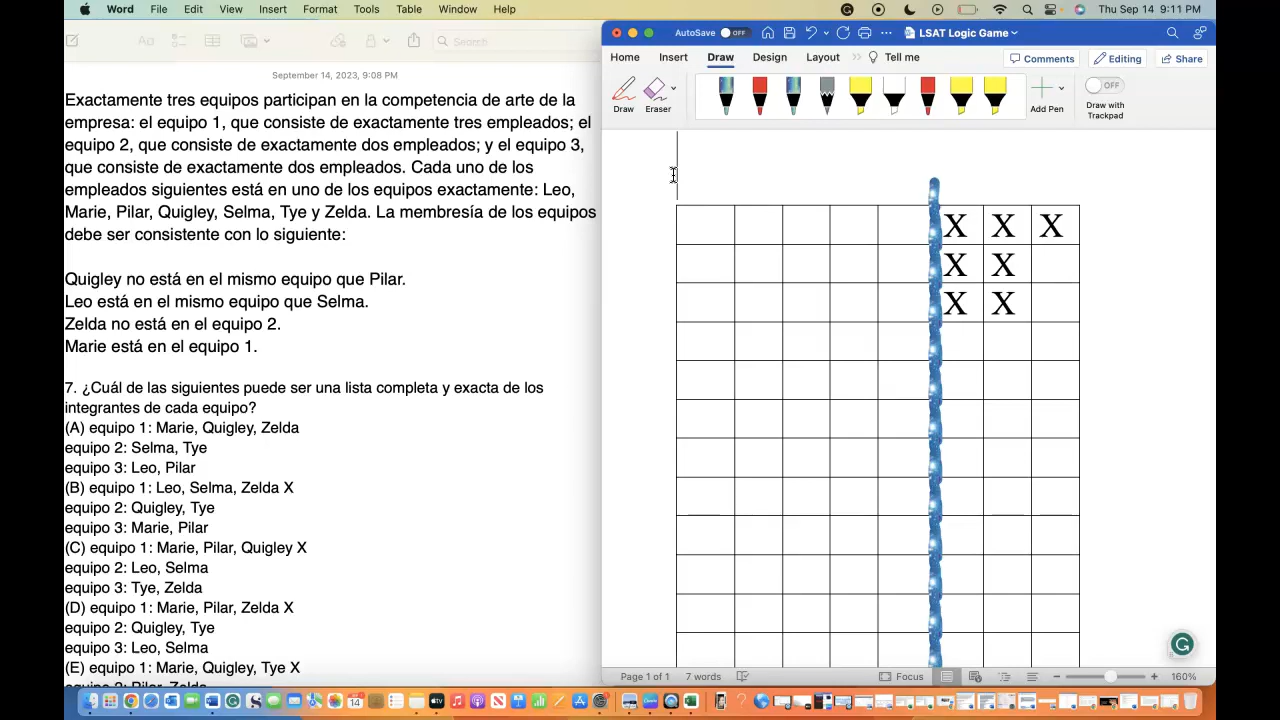 Word File Edit View Insert Format Tools Table Window Help Thu Sep 14 9:11 PM
Aa Search
September 14, 2023, 9:08 PM
Exactamente tres equipos participan en la competencia de arte de la
empresa: el equipo 1, que consiste de exactamente tres empleados; el
equipo 2, que consiste de exactamente dos empleados; y el equipo 3,
que consiste de exactamente dos empleados. Cada uno de los
empleados siguientes está en uno de los equipos exactamente: Leo,
Marie, Pilar, Quigley, Selma, Tye y Zelda. La membresía de los equipos
debe ser consistente con lo siguiente:
Quigley no está en el mismo equipo que Pilar.
Leo está en el mismo equipo que Selma.
Zelda no está en el equipo 2.
Marie está en el equipo 1.
7. ¿Cuál de las siguientes puede ser una lista completa y exacta de los
integrantes de cada equipo?
(A) equipo 1: Marie, Quigley, Zelda
equipo 2: Selma, Tye
equipo 3: Leo, Pilar
(B) equipo 1: Leo, Selma, Zelda X
equipo 2: Quigley, Tye
equipo 3: Marie, Pilar
(C) equipo 1: Marie, Pilar, Quigley X
equipo 2: Leo, Selma
equipo 3: Tye, Zelda
(D) equipo 1: Marie, Pilar, Zelda X
equipo 2: Quigley, Tye
equipo 3: Leo, Selma
(E) equipo 1: Marie, Quigley, Tye X
AutoSave OFF LSAT Logic Game
Home Insert Draw Design Layout Tell me Comments Editing Share
Draw Eraser Add Pen OFF Draw with
Trackpad
X X X
X X
X X
Page 1 of 1 7 words Focus 160%